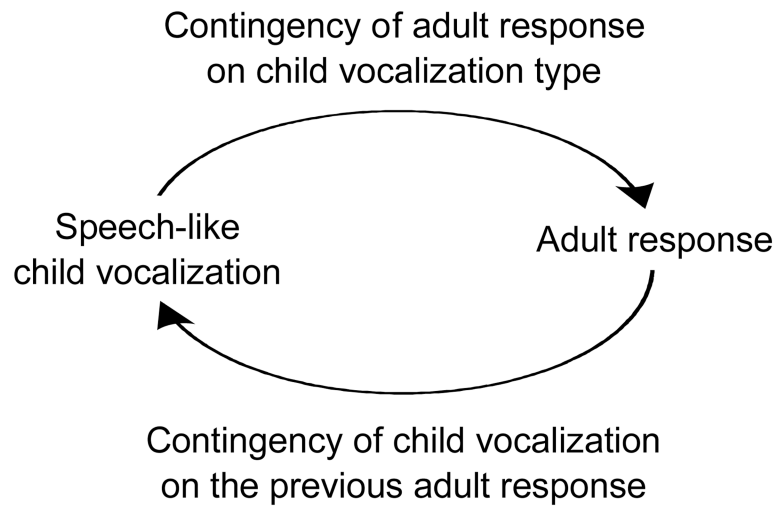 Contingency of adult response
on child vocalization type
Speech-like
child vocalization
Adult response
Contingency of child vocalization
on the previous adult response